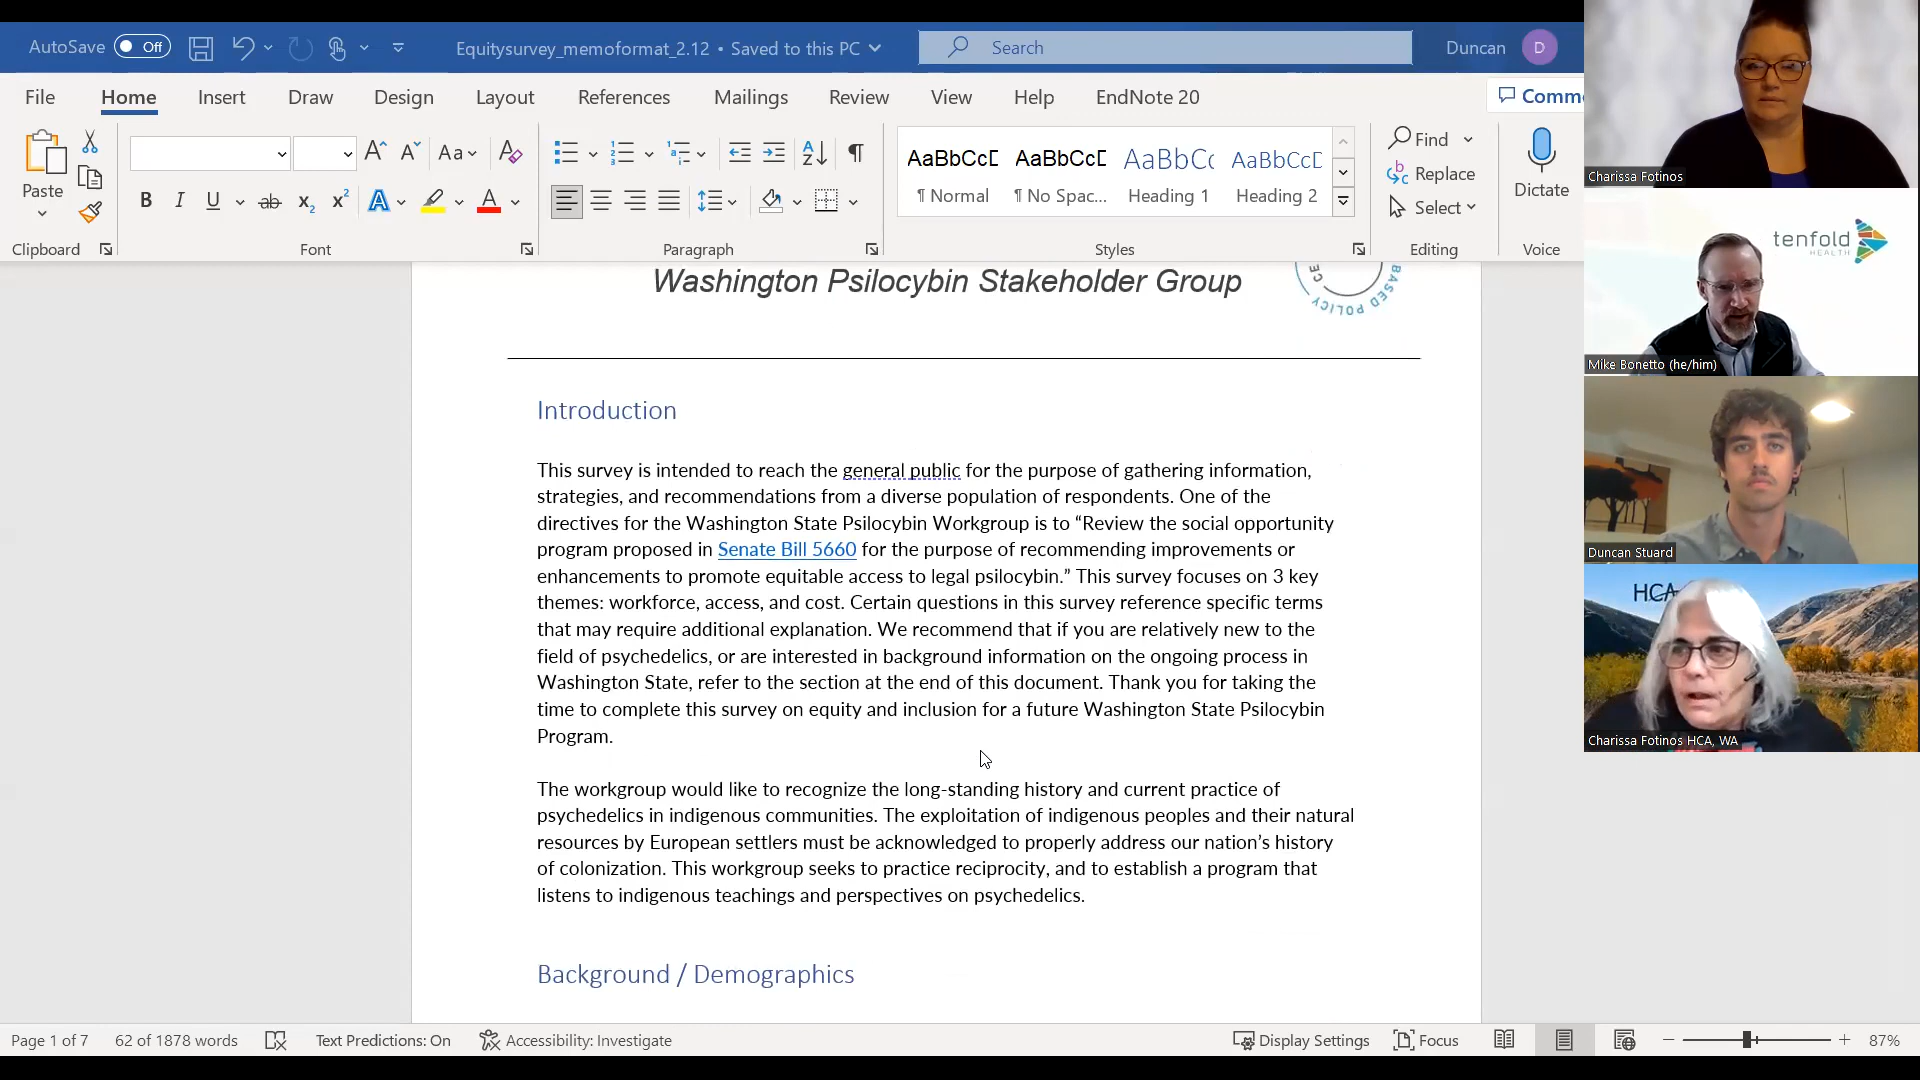 AutoSave Off Equitysurvey_memoformat_2.12 • Saved to this PC Search Duncan D
File Home Insert Draw Design Layout References Mailings Review View Help EndNote 20 Comme
Paste Aa A ab x2 x2 A A
AaBbCcD AaBbCcD AaBbCc AaBbCcD
¶ Normal ¶ No Spac... Heading 1 Heading 2
Find
Replace
Select
Dictate
Clipboard Font Paragraph Styles Editing Voice
Washington Psilocybin Stakeholder Group
BASED POLICY
CE
Introduction
This survey is intended to reach the general public for the purpose of gathering information,
strategies, and recommendations from a diverse population of respondents. One of the
directives for the Washington State Psilocybin Workgroup is to “Review the social opportunity
program proposed in Senate Bill 5660 for the purpose of recommending improvements or
enhancements to promote equitable access to legal psilocybin.” This survey focuses on 3 key
themes: workforce, access, and cost. Certain questions in this survey reference specific terms
that may require additional explanation. We recommend that if you are relatively new to the
field of psychedelics, or are interested in background information on the ongoing process in
Washington State, refer to the section at the end of this document. Thank you for taking the
time to complete this survey on equity and inclusion for a future Washington State Psilocybin
Program.
The workgroup would like to recognize the long-standing history and current practice of
psychedelics in indigenous communities. The exploitation of indigenous peoples and their natural
resources by European settlers must be acknowledged to properly address our nation’s history
of colonization. This workgroup seeks to practice reciprocity, and to establish a program that
listens to indigenous teachings and perspectives on psychedelics.
Background / Demographics
Page 1 of 7 62 of 1878 words Text Predictions: On Accessibility: Investigate Display Settings Focus 87%
Charissa Fotinos
tenfold
HEALTH
Mike Bonetto (he/him)
Duncan Stuard
HCA
Charissa Fotinos HCA, WA